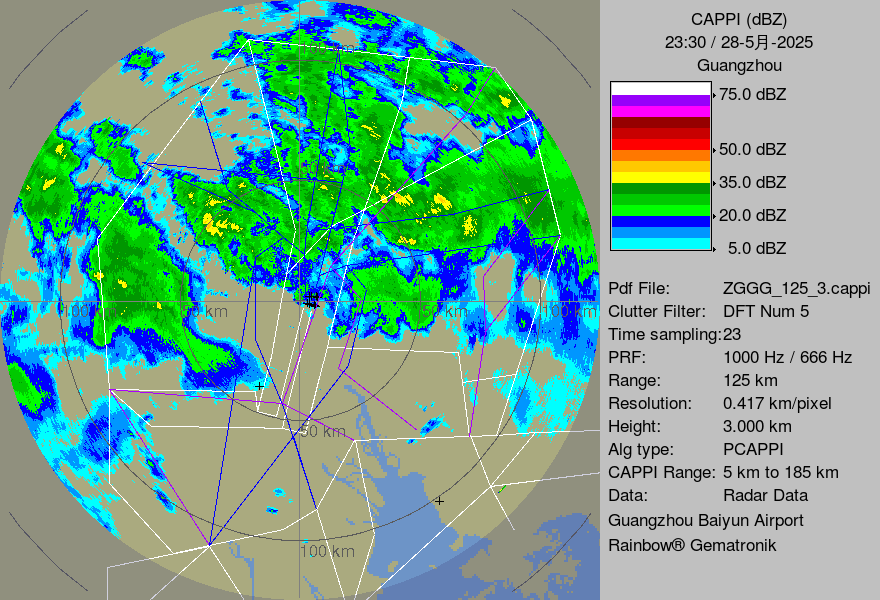 CAPPI (dBZ)
23:30 / 28-5月-2025
Guangzhou
75.0 dBZ
50.0 dBZ
35.0 dBZ
20.0 dBZ
5.0 dBZ
Pdf File: ZGGG_125_3.cappi
Clutter Filter: DFT Num 5
Time sampling:23
PRF: 1000 Hz / 666 Hz
Range: 125 km
Resolution: 0.417 km/pixel
Height: 3.000 km
Alg type: PCAPPI
CAPPI Range: 5 km to 185 km
Data: Radar Data
Guangzhou Baiyun Airport
Rainbow® Gematronik
100 km
100 km
50 km
50 km
100 km
50 km
100 km